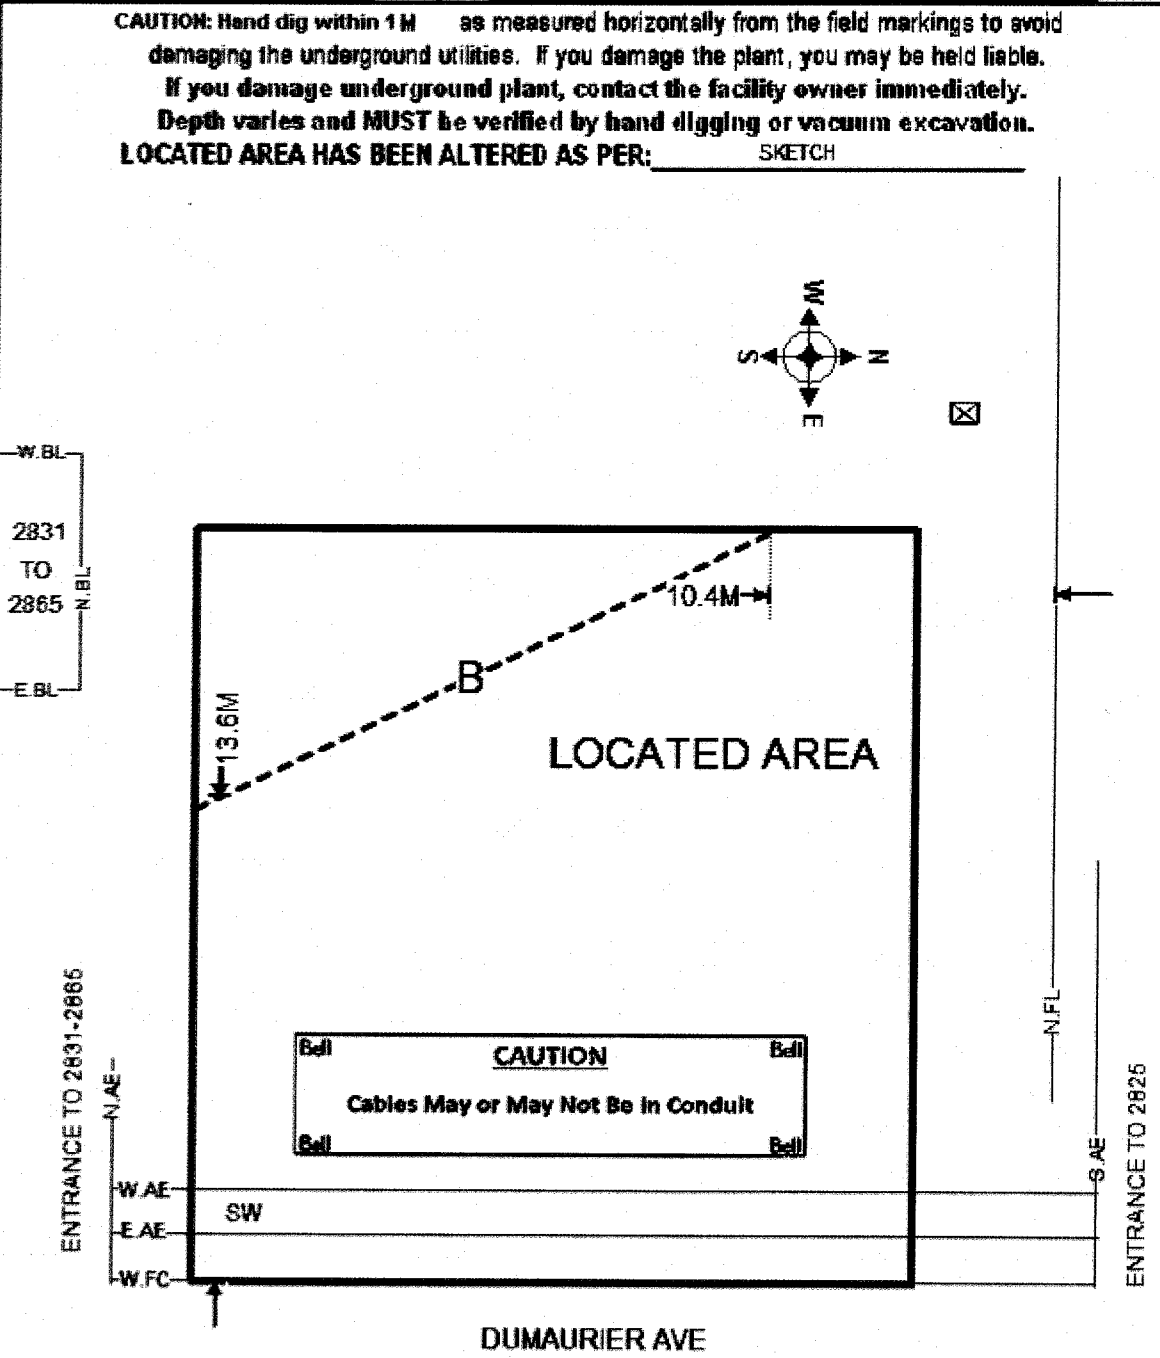 CAUTION: Hand dig within 1 M as measured horizontally from the field markings to avoid
damaging the underground utilities. If you damage the plant, you may be held liable.
If you damage underground plant, contact the facility owner immediately.
Depth varies and MUST be verified by hand digging or vacuum excavation.
LOCATED AREA HAS BEEN ALTERED AS PER: SKETCH
W
S N
E
W.BL
2831
TO
2865
N.BL
E.BL
10.4M
B
13.6M
LOCATED AREA
N.FL
ENTRANCE TO 2831-2865
N.AE
Bell CAUTION Bell
Cables May or May Not Be in Conduit
Bell Bell
S.AE
ENTRANCE TO 2825
W.AE
SW
E.AE
W.FC
DUMAURIER AVE